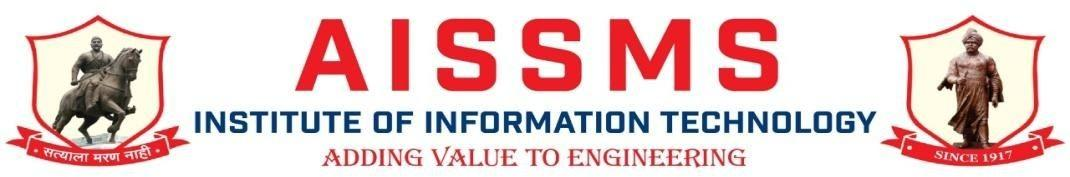 AISSMS
INSTITUTE OF INFORMATION TECHNOLOGY
ADDING VALUE TO ENGINEERING
सत्याला मरण नाही
SINCE 1917